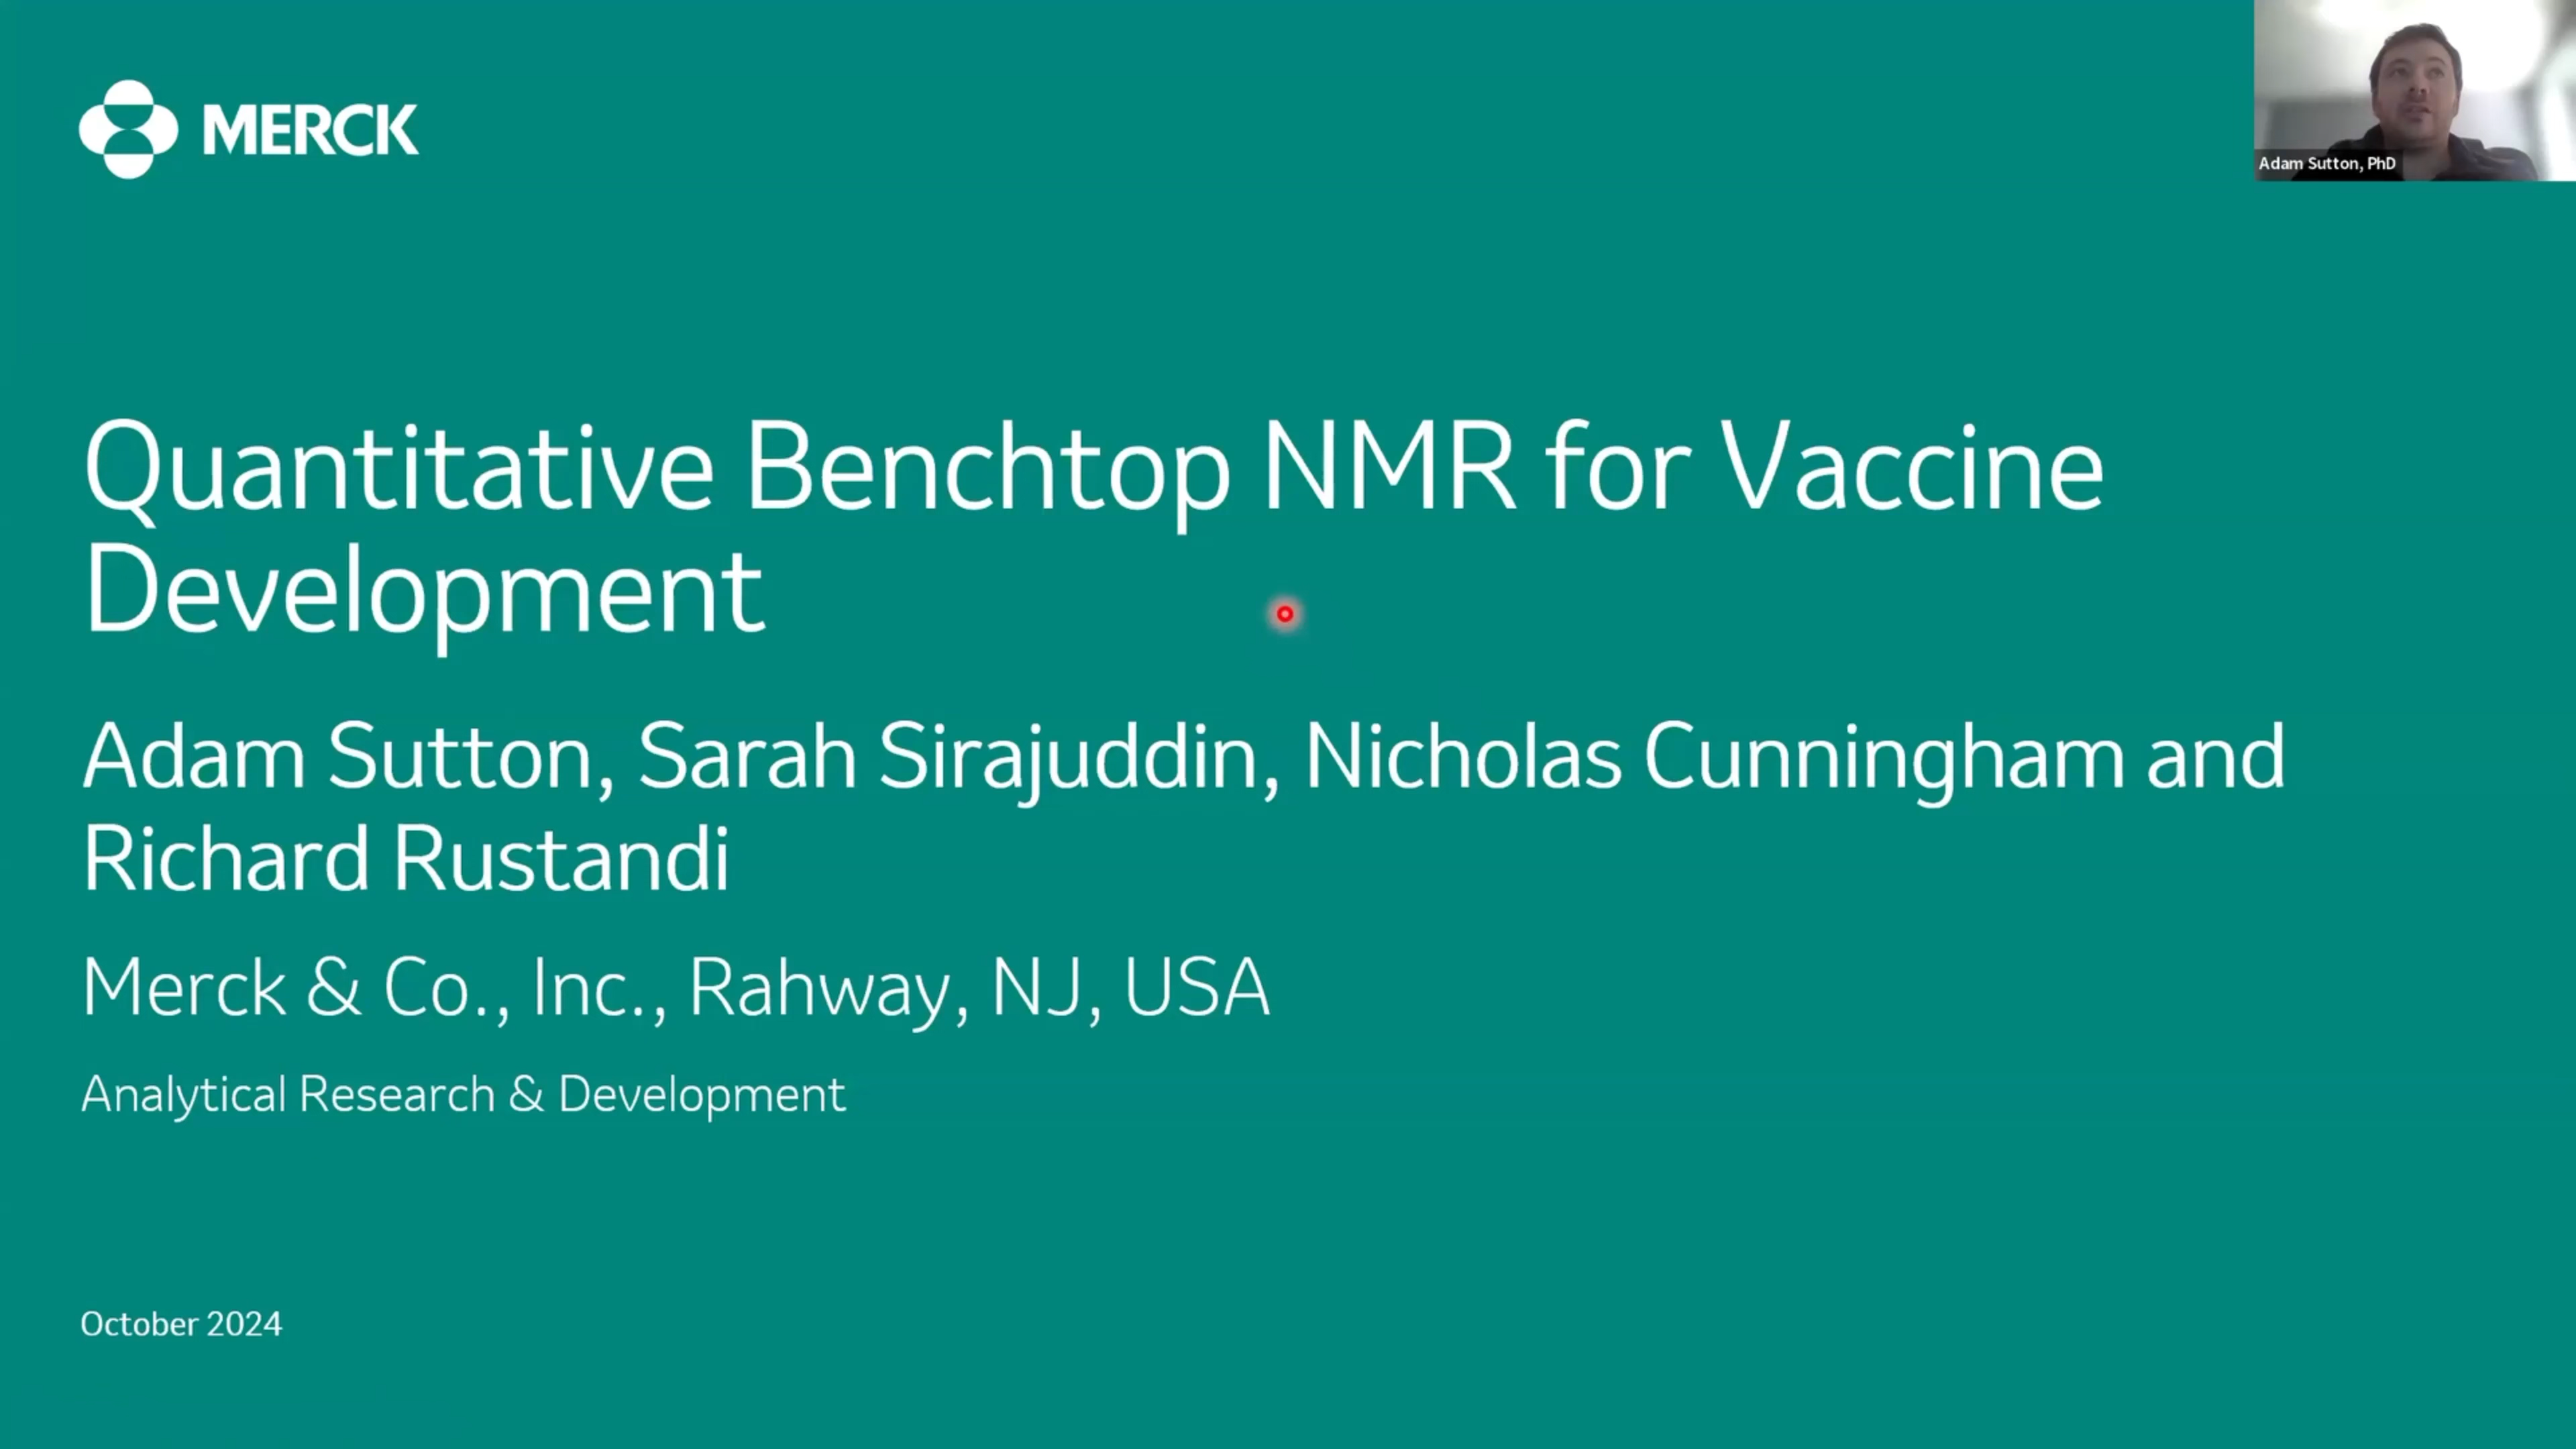 MERCK
Adam Sutton, PhD
Quantitative Benchtop NMR for Vaccine
Development
Adam Sutton, Sarah Sirajuddin, Nicholas Cunningham and
Richard Rustandi
Merck & Co., Inc., Rahway, NJ, USA
Analytical Research & Development
October 2024